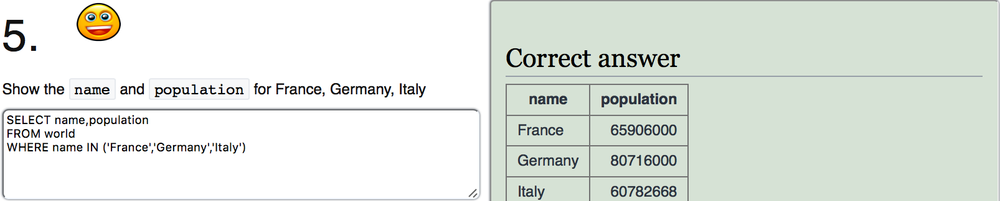 5.
Show the name and population for France, Germany, Italy
SELECT name,population
FROM world
WHERE name IN ('France','Germany','Italy')
Correct answer
name population
France 65906000
Germany 80716000
Italy 60782668